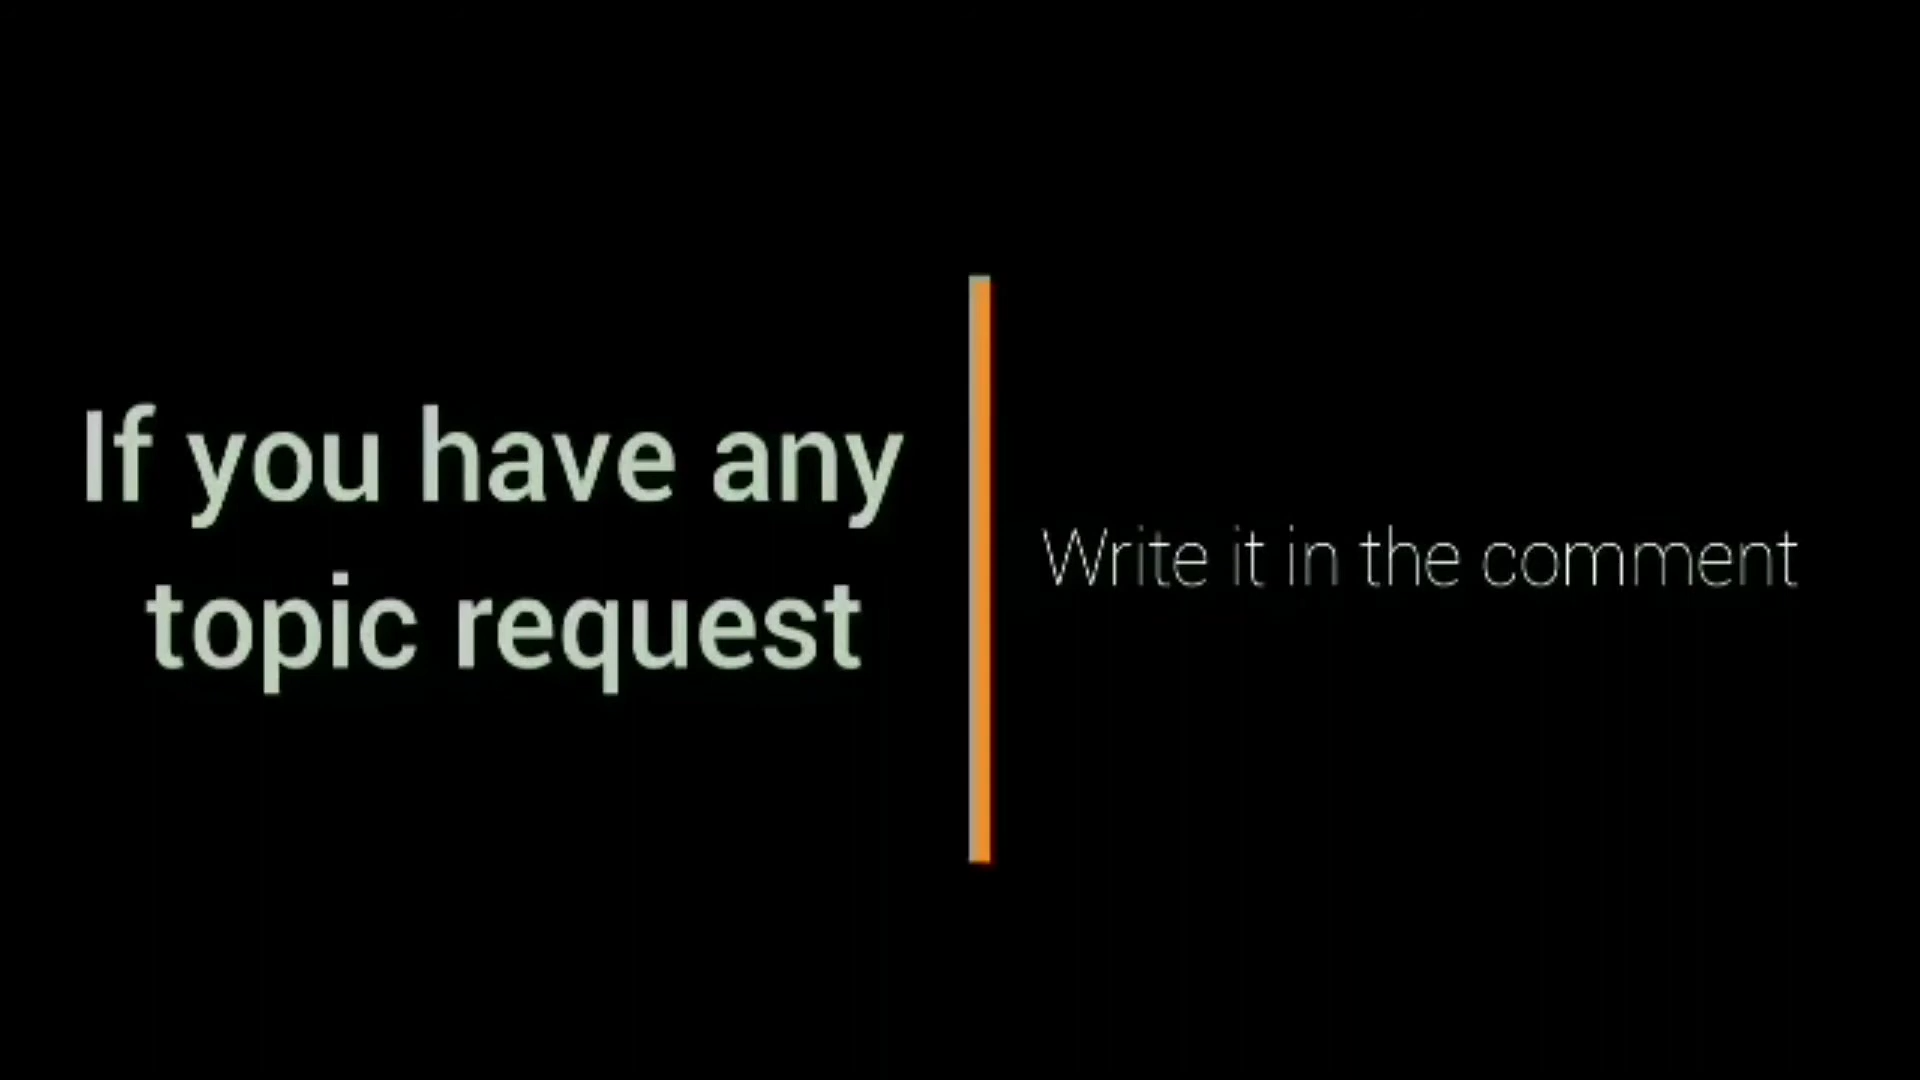 If you have any
topic request
Write it in the comment